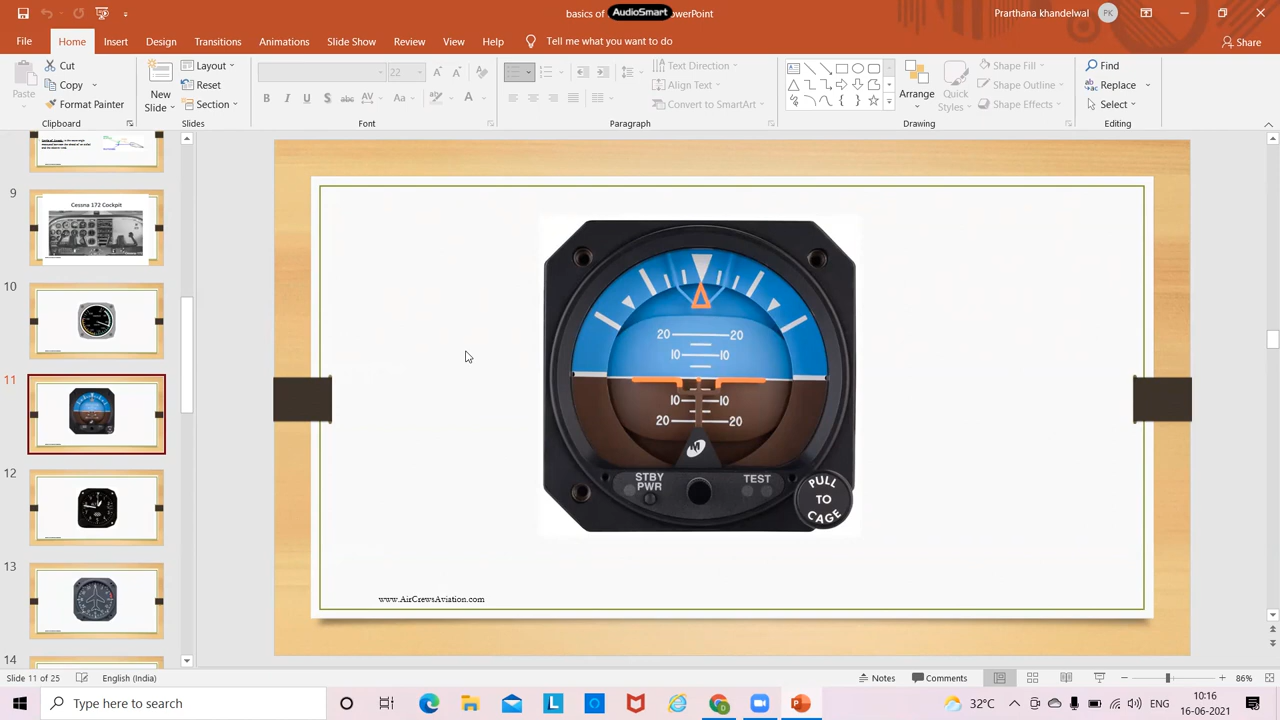 basics of
AudioSmart
PowerPoint
Prarthana khandelwal
PK
File
Home
Insert
Design
Transitions
Animations
Slide Show
Review
View
Help
Tell me what you want to do
Share
Paste
Cut
Copy
Format Painter
Clipboard
New
Slide
Layout
Reset
Section
Slides
22
B I U S abc AV Aa A
Font
Text Direction
Align Text
Convert to SmartArt
Paragraph
Arrange
Quick
Styles
Shape Fill
Shape Outline
Shape Effects
Drawing
Find
Replace
Select
Editing
9
Cessna 172 Cockpit
10
11
12
13
14
20 20
10 10
10 10
20 20
M
STBY
PWR
TEST
PULL
TO
CAGE
www.AirCrewsAviation.com
Slide 11 of 25
English (India)
Notes
Comments
86%
Type here to search
32°C
ENG
10:16
16-06-2021